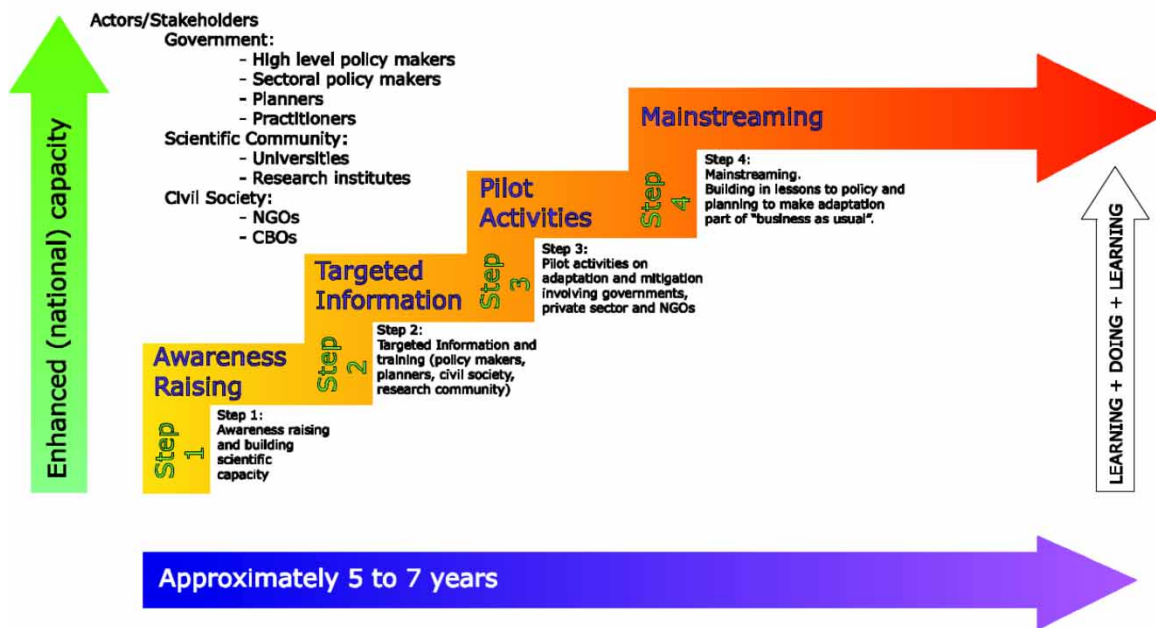 Actors/Stakeholders
Government:
- High level policy makers
- Sectoral policy makers
- Planners
- Practitioners
Scientific Community:
- Universities
- Research institutes
Civil Society:
- NGOs
- CBOs
Enhanced (national) capacity
Awareness
Raising
Step 1
Step 1:
Awareness raising
and building
scientific
capacity
Targeted
Information
Step 2
Step 2:
Targeted Information and
training (policy makers,
planners, civil society,
research community)
Pilot
Activities
Step 3
Step 3:
Pilot activities on
adaptation and mitigation
involving governments,
private sector and NGOs
Mainstreaming
Step 4
Step 4:
Mainstreaming.
Building in lessons to policy and
planning to make adaptation
part of "business as usual".
LEARNING + DOING + LEARNING
Approximately 5 to 7 years